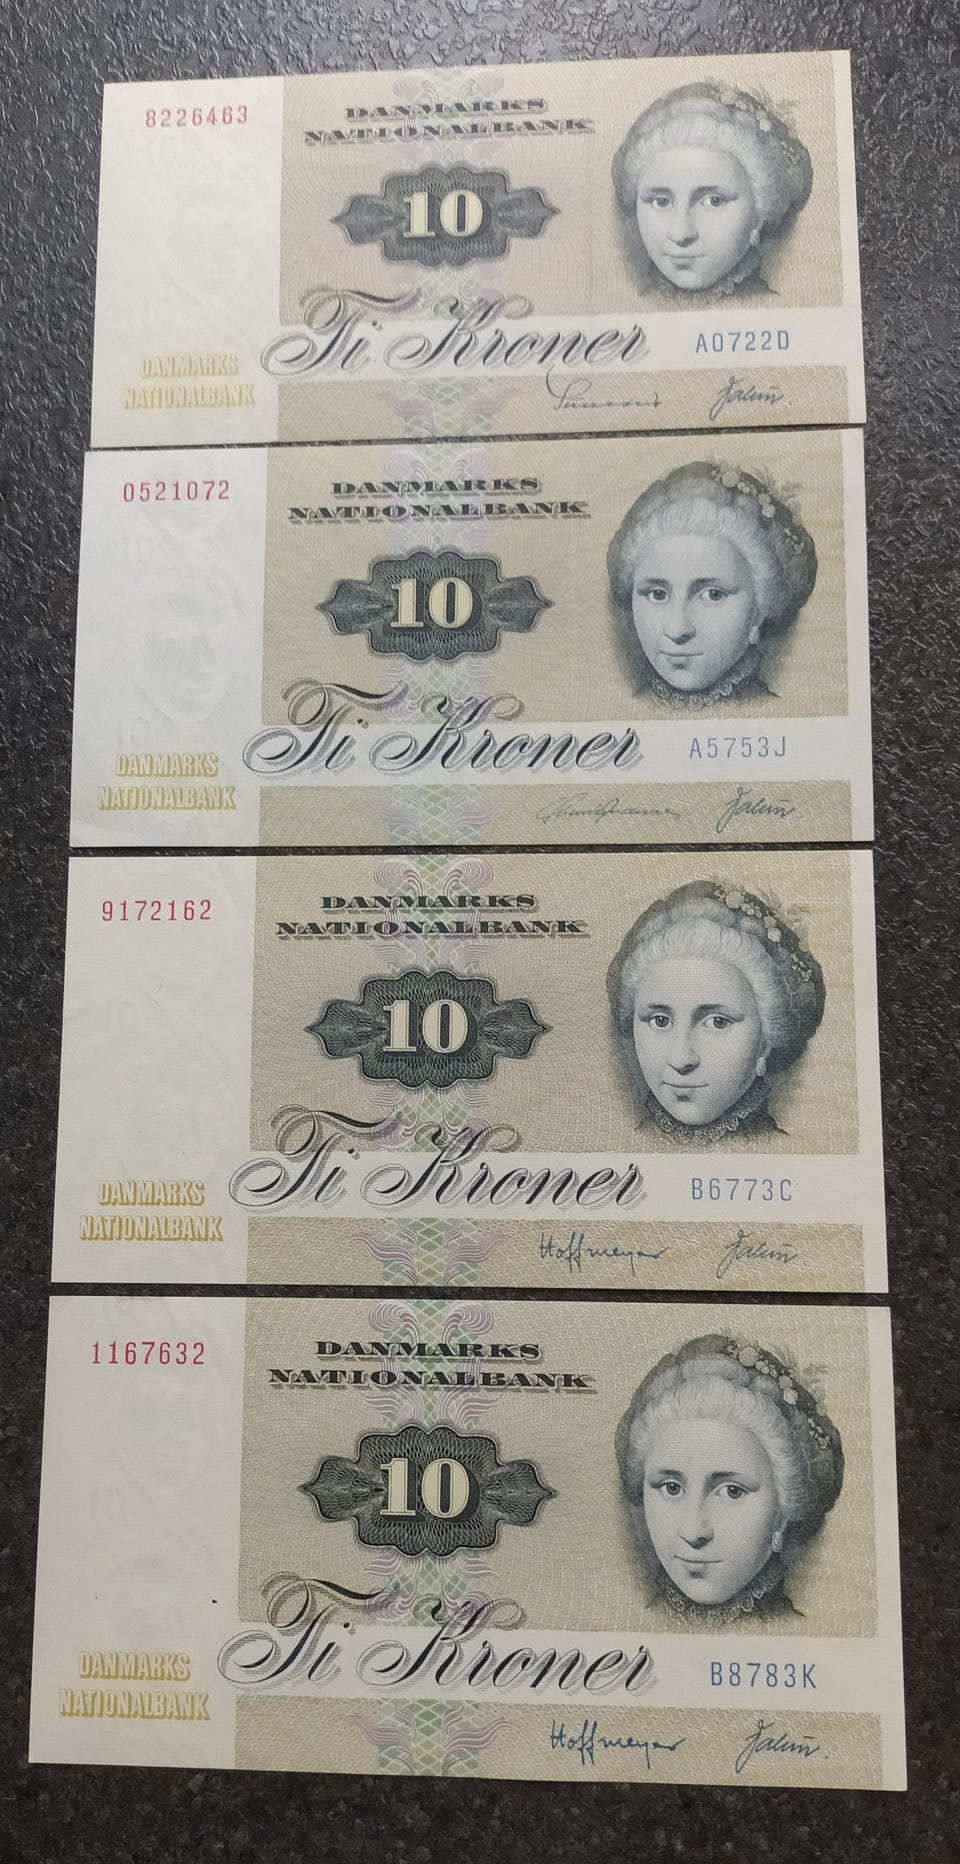 8226463
DANMARKS
NATIONALBANK
10
Ti Kroner
A0722D
DANMARKS
NATIONALBANK
0521072
DANMARKS
NATIONALBANK
10
Ti Kroner
A5753J
DANMARKS
NATIONALBANK
9172162
DANMARKS
NATIONALBANK
10
Ti Kroner
B6773C
DANMARKS
NATIONALBANK
Hoffmeyer
1167632
DANMARKS
NATIONALBANK
10
Ti Kroner
B8783K
DANMARKS
NATIONALBANK
Hoffmeyer